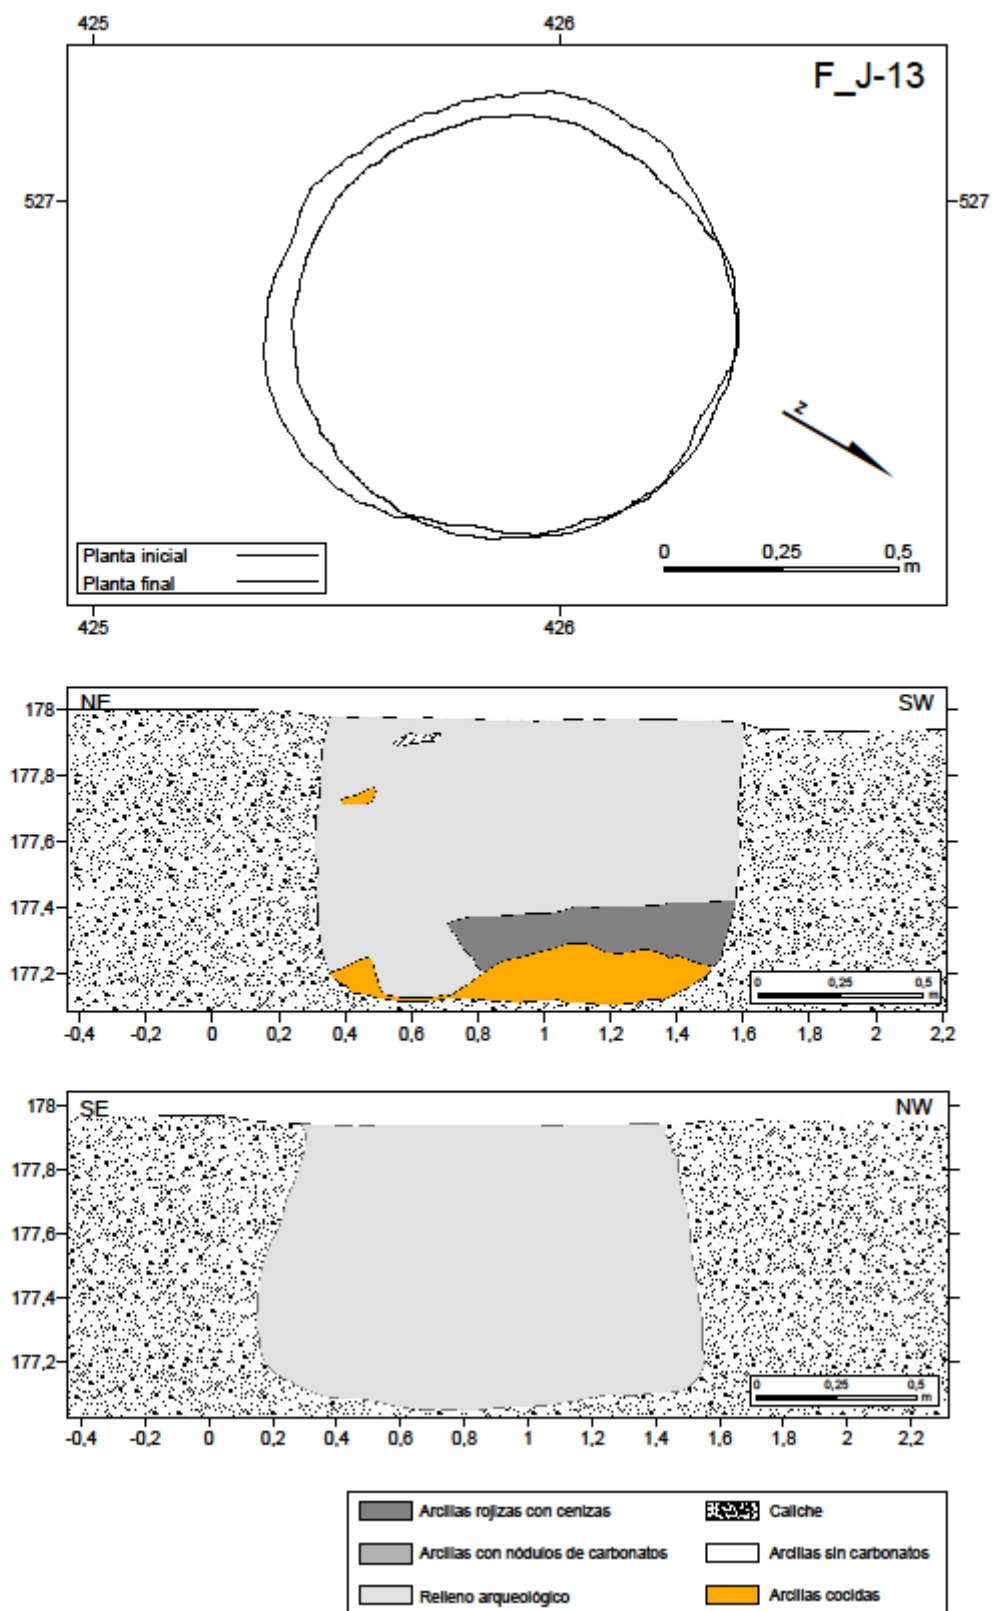 425 426
F_J-13
527 527
Planta inicial
Planta final
z
0 0,25 0,5
m
425 426
NE SW
178
177,8
177,6
177,4
177,2
0 0,25 0,5
m
-0,4 -0,2 0 0,2 0,4 0,6 0,8 1 1,2 1,4 1,6 1,8 2 2,2
SE NW
178
177,8
177,6
177,4
177,2
0 0,25 0,5
m
-0,4 -0,2 0 0,2 0,4 0,6 0,8 1 1,2 1,4 1,6 2 2,2
Arcillas rojizas con cenizas Caliche
Arcillas con nódulos de carbonatos Arcillas sin carbonatos
Relleno arqueológico Arcillas cocidas